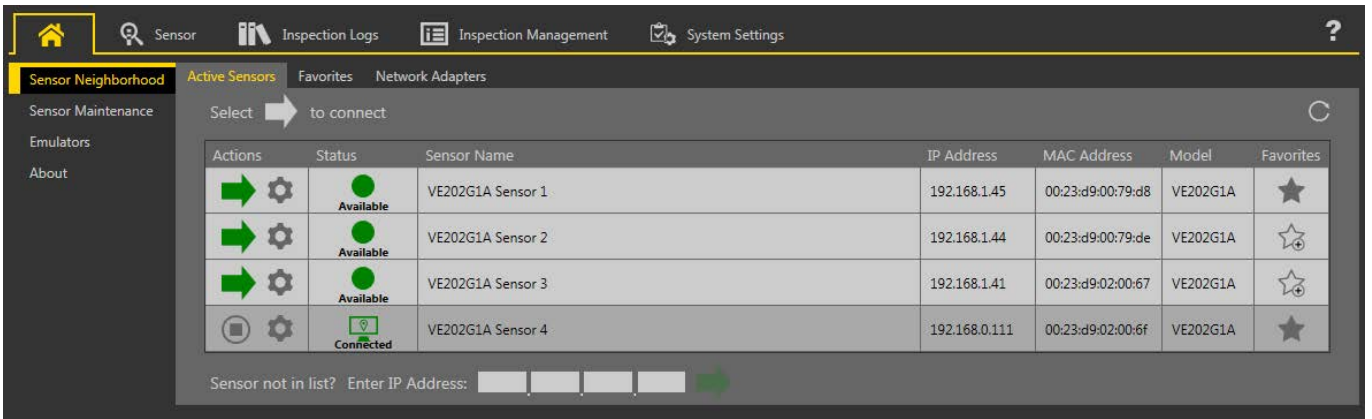 Sensor Inspection Logs Inspection Management System Settings ?
Sensor Neighborhood
Sensor Maintenance
Emulators
About
Active Sensors Favorites Network Adapters
Select to connect
Actions Status Sensor Name IP Address MAC Address Model Favorites
Available VE202G1A Sensor 1 192.168.1.45 00:23:d9:00:79:d8 VE202G1A
Available VE202G1A Sensor 2 192.168.1.44 00:23:d9:00:79:de VE202G1A
Available VE202G1A Sensor 3 192.168.1.41 00:23:d9:02:00:67 VE202G1A
Connected VE202G1A Sensor 4 192.168.0.111 00:23:d9:02:00:6f VE202G1A
Sensor not in list? Enter IP Address: . . .